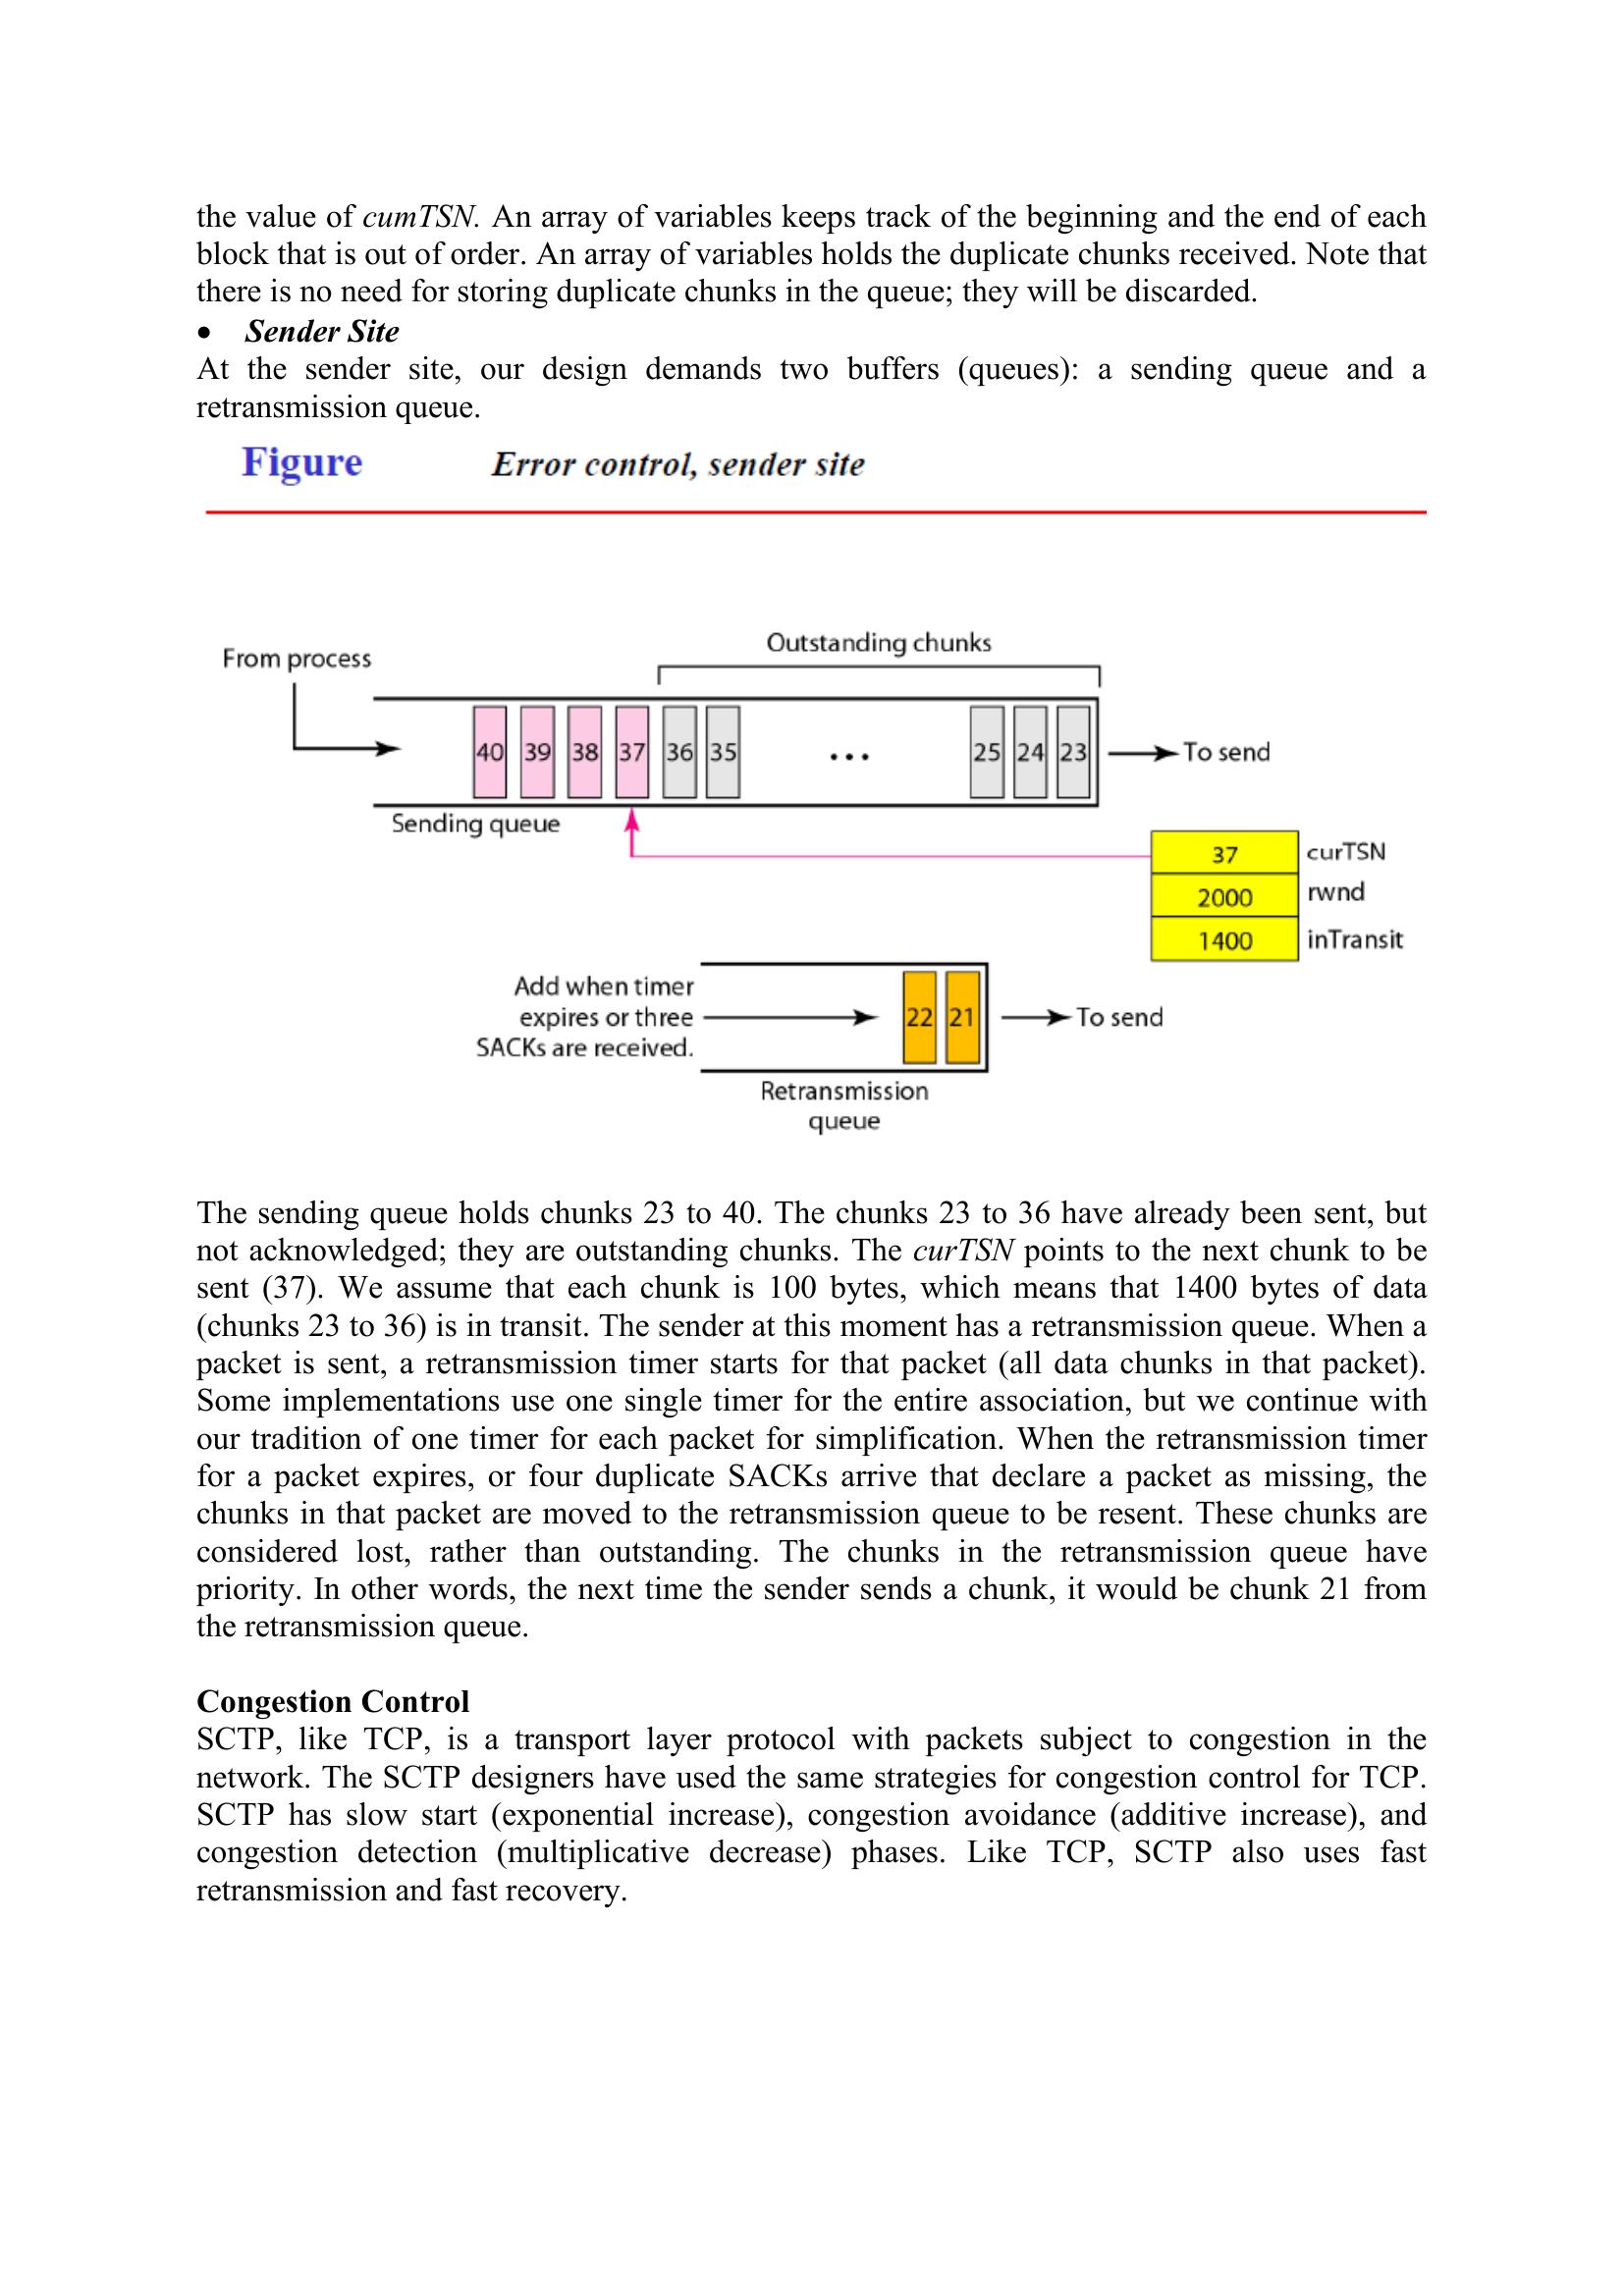 the value of cumTSN. An array of variables keeps track of the beginning and the end of each
block that is out of order. An array of variables holds the duplicate chunks received. Note that
there is no need for storing duplicate chunks in the queue; they will be discarded.
• Sender Site
At the sender site, our design demands two buffers (queues): a sending queue and a
retransmission queue.
Figure Error control, sender site
Outstanding chunks
From process
40 39 38 37 36 35 ... 25 24 23 To send
Sending queue
37 curTSN
2000 rwnd
1400 inTransit
Add when timer
expires or three
SACKs are received.
22 21 To send
Retransmission
queue
The sending queue holds chunks 23 to 40. The chunks 23 to 36 have already been sent, but
not acknowledged; they are outstanding chunks. The curTSN points to the next chunk to be
sent (37). We assume that each chunk is 100 bytes, which means that 1400 bytes of data
(chunks 23 to 36) is in transit. The sender at this moment has a retransmission queue. When a
packet is sent, a retransmission timer starts for that packet (all data chunks in that packet).
Some implementations use one single timer for the entire association, but we continue with
our tradition of one timer for each packet for simplification. When the retransmission timer
for a packet expires, or four duplicate SACKs arrive that declare a packet as missing, the
chunks in that packet are moved to the retransmission queue to be resent. These chunks are
considered lost, rather than outstanding. The chunks in the retransmission queue have
priority. In other words, the next time the sender sends a chunk, it would be chunk 21 from
the retransmission queue.
Congestion Control
SCTP, like TCP, is a transport layer protocol with packets subject to congestion in the
network. The SCTP designers have used the same strategies for congestion control for TCP.
SCTP has slow start (exponential increase), congestion avoidance (additive increase), and
congestion detection (multiplicative decrease) phases. Like TCP, SCTP also uses fast
retransmission and fast recovery.